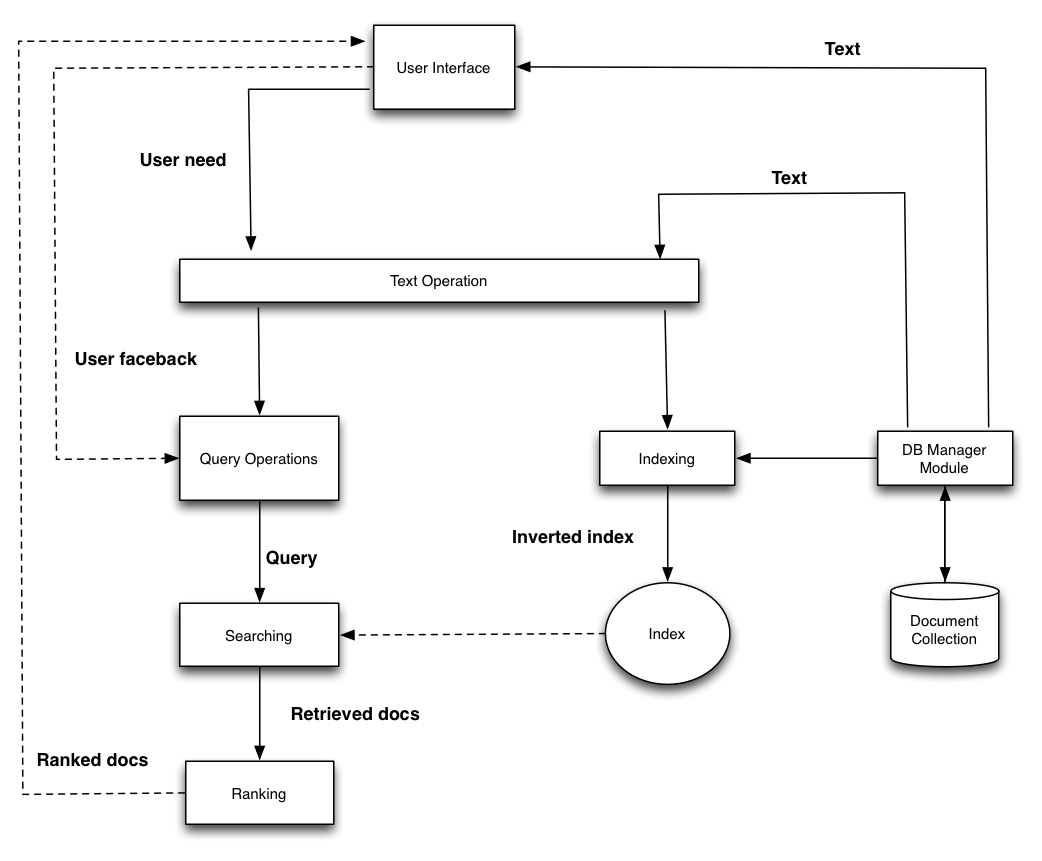 Text
User Interface
User need
Text
Text Operation
User faceback
Query Operations
Indexing
DB Manager
Module
Inverted index
Query
Document
Collection
Searching
Index
Retrieved docs
Ranked docs
Ranking